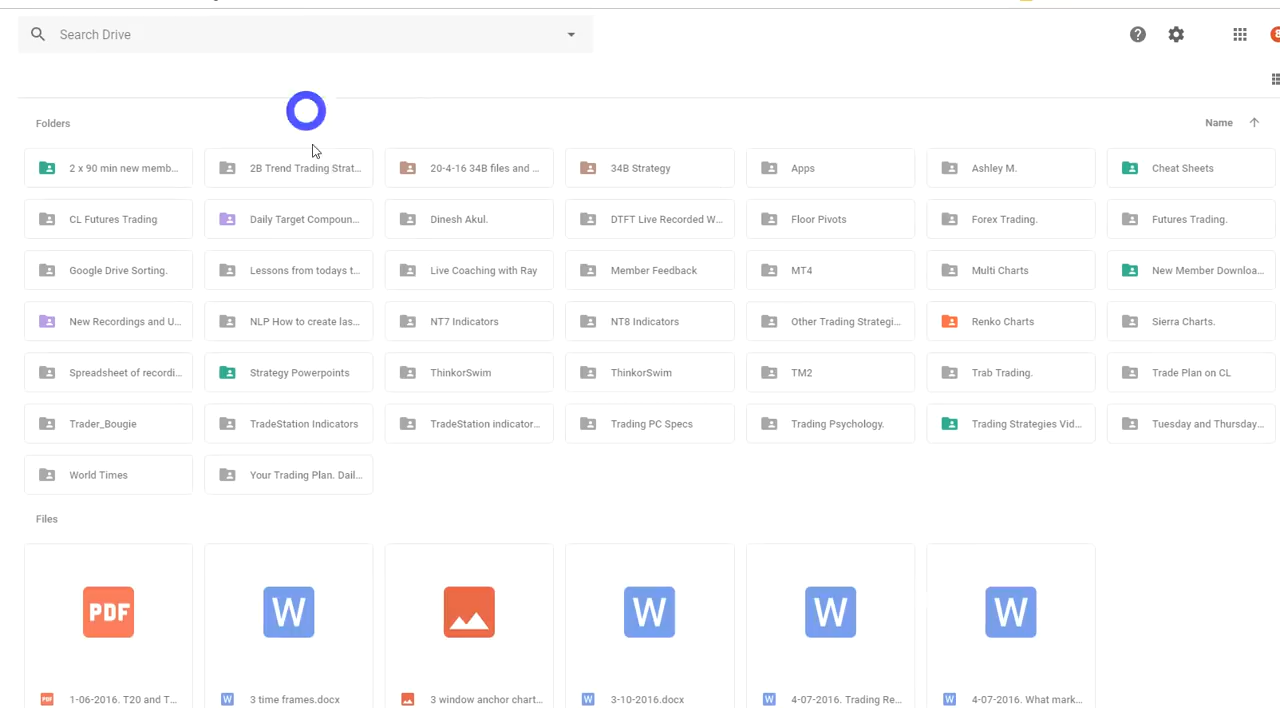 Search Drive
Folders
Name
2 x 90 min new memb...
2B Trend Trading Strat...
20-4-16 34B files and ...
34B Strategy
Apps
Ashley M.
Cheat Sheets
CL Futures Trading
Daily Target Compoun...
Dinesh Akul.
DTFT Live Recorded W...
Floor Pivots
Forex Trading.
Futures Trading.
Google Drive Sorting.
Lessons from todays t...
Live Coaching with Ray
Member Feedback
MT4
Multi Charts
New Member Downloa...
New Recordings and U...
NLP How to create las...
NT7 Indicators
NT8 Indicators
Other Trading Strategi...
Renko Charts
Sierra Charts.
Spreadsheet of recordi...
Strategy Powerpoints
ThinkorSwim
ThinkorSwim
TM2
Trab Trading.
Trade Plan on CL
Trader_Bougie
TradeStation Indicators
TradeStation indicator...
Trading PC Specs
Trading Psychology.
Trading Strategies Vid...
Tuesday and Thursday...
World Times
Your Trading Plan. Dail...
Files
PDF
W
W
W
W
PDF 1-06-2016. T20 and T...
W 3 time frames.docx
3 window anchor chart...
W 3-10-2016.docx
W 4-07-2016. Trading Re...
W 4-07-2016. What mark...